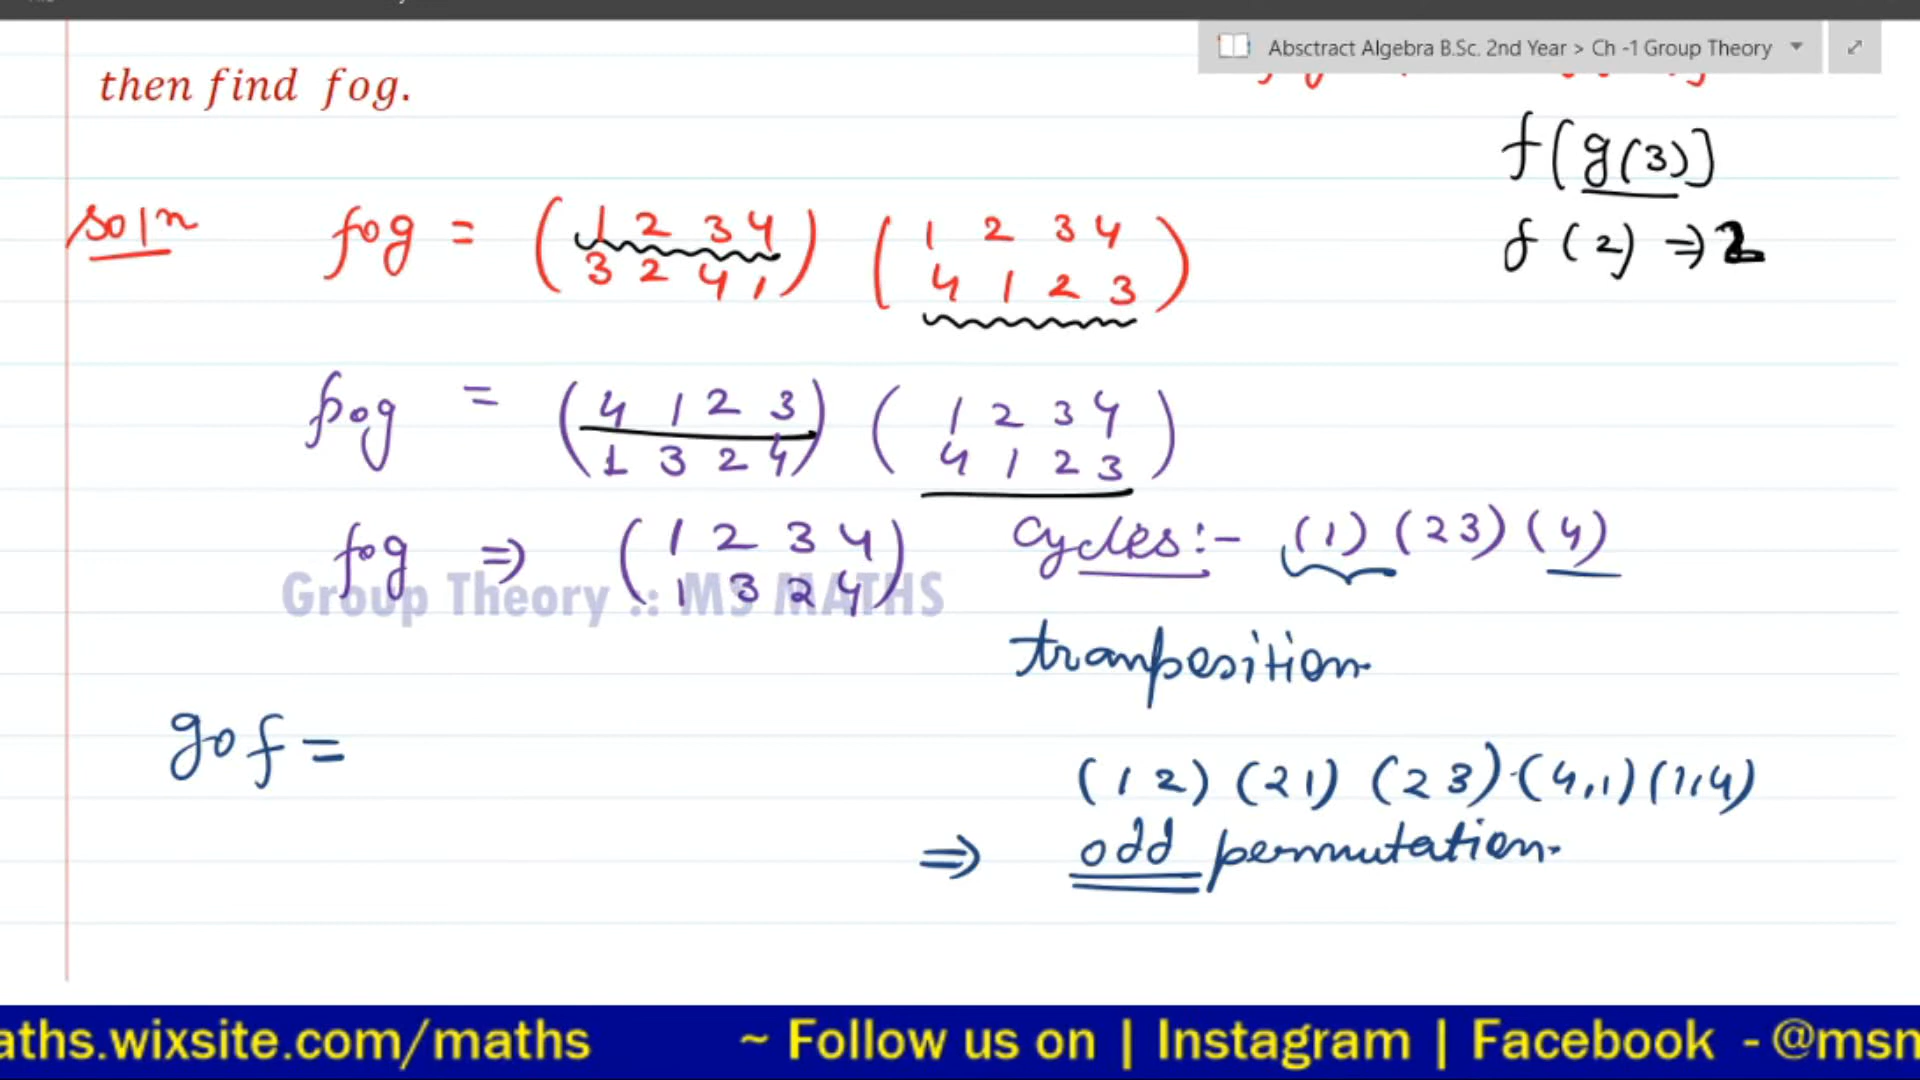 Absctract Algebra B.Sc. 2nd Year > Ch -1 Group Theory
then find fog.
f[g(3)]
f(2) ⇒ 2
soln fog = (1 2 3 4 / 3 2 4 1) (1 2 3 4 / 4 1 2 3)
fog = (4 1 2 3 / 1 3 2 4) (1 2 3 4 / 4 1 2 3)
fog ⇒ (1 2 3 4 / 1 3 2 4) Cycles:- (1) (2 3) (4)
Group Theory :: MS MATHS
tranposition.
gof =
(1 2) (2 1) (2 3)·(4,1) (1,4)
⇒ odd permutation.
aths.wixsite.com/maths ~ Follow us on | Instagram | Facebook - @msm